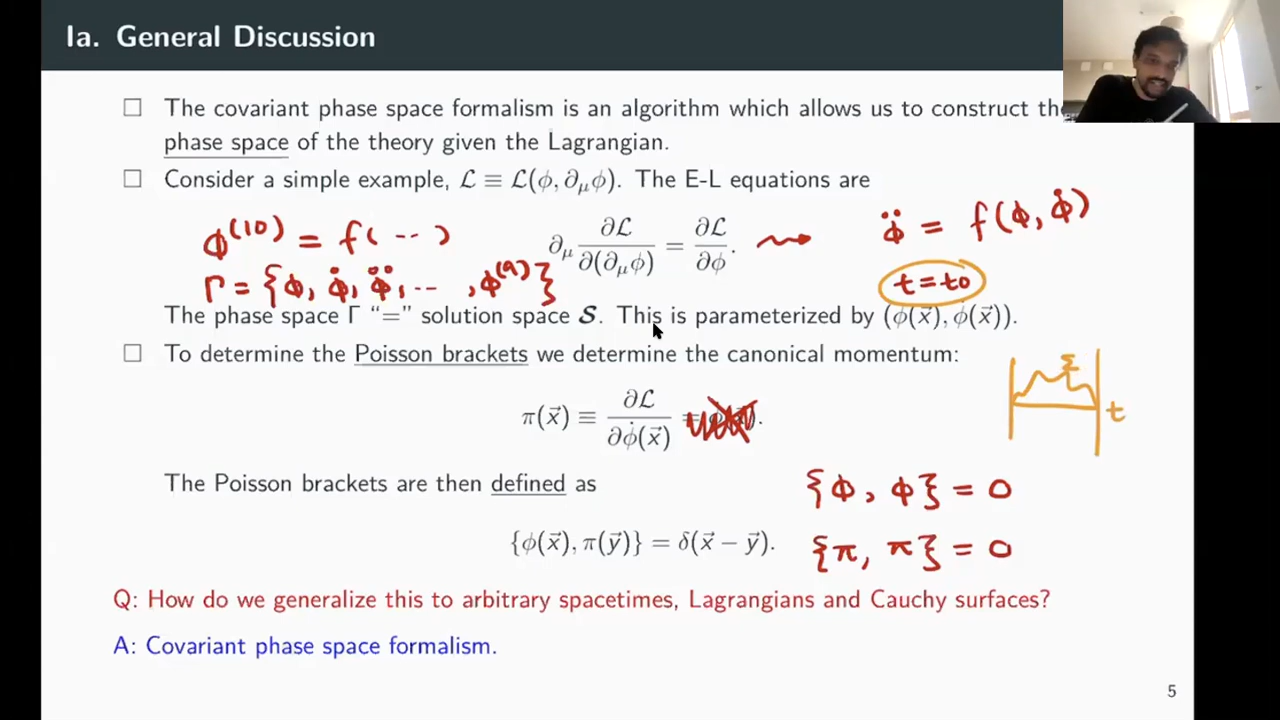 Ia. General Discussion
The covariant phase space formalism is an algorithm which allows us to construct the
phase space of the theory given the Lagrangian.
Consider a simple example, ℒ ≡ ℒ(ϕ, ∂_μϕ). The E-L equations are
ϕ^(10) = f( ... )
∂_μ ∂ℒ/∂(∂_μϕ) = ∂ℒ/∂ϕ.
ϕ̈ = f(ϕ, ϕ̇)
Γ = {ϕ, ϕ̇, ϕ̈, ... , ϕ^(9)}
t = t0
The phase space Γ “=” solution space 𝓢. This is parameterized by (ϕ(x⃗), ϕ̇(x⃗)).
To determine the Poisson brackets we determine the canonical momentum:
Σ
t
π(x⃗) ≡ ∂ℒ/∂ϕ̇(x⃗)
The Poisson brackets are then defined as
{ϕ, ϕ} = 0
{ϕ(x⃗), π(y⃗)} = δ(x⃗ − y⃗).
{π, π} = 0
Q: How do we generalize this to arbitrary spacetimes, Lagrangians and Cauchy surfaces?
A: Covariant phase space formalism.
5